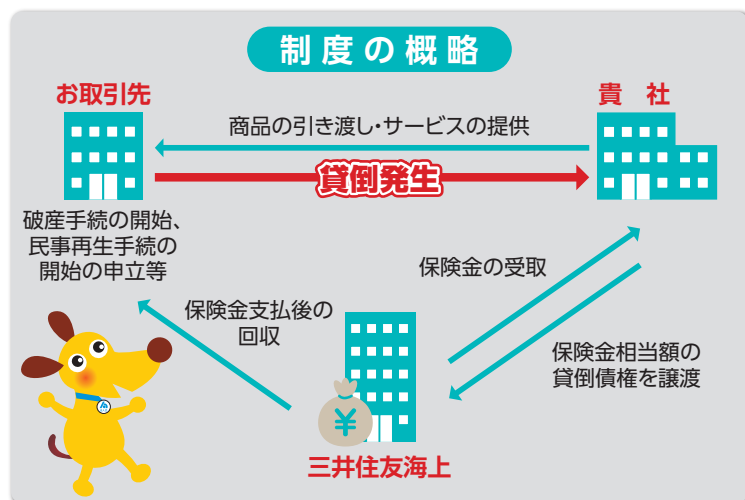 制度の概略
お取引先
貴 社
商品の引き渡し・サービスの提供
貸倒発生
破産手続の開始、
民事再生手続の
開始の申立等
保険金の受取
保険金支払後の
回収
保険金相当額の
貸倒債権を譲渡
¥
三井住友海上